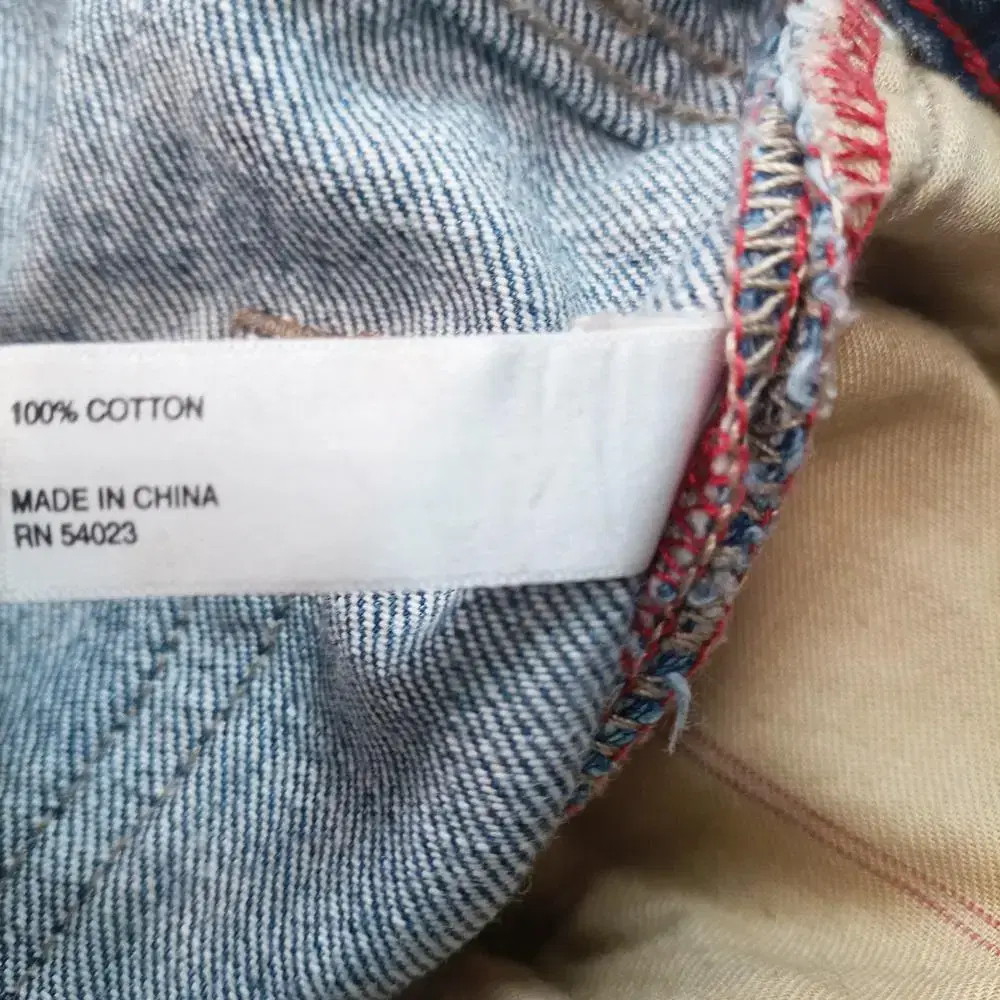 100% COTTON
MADE IN CHINA
RN 54023